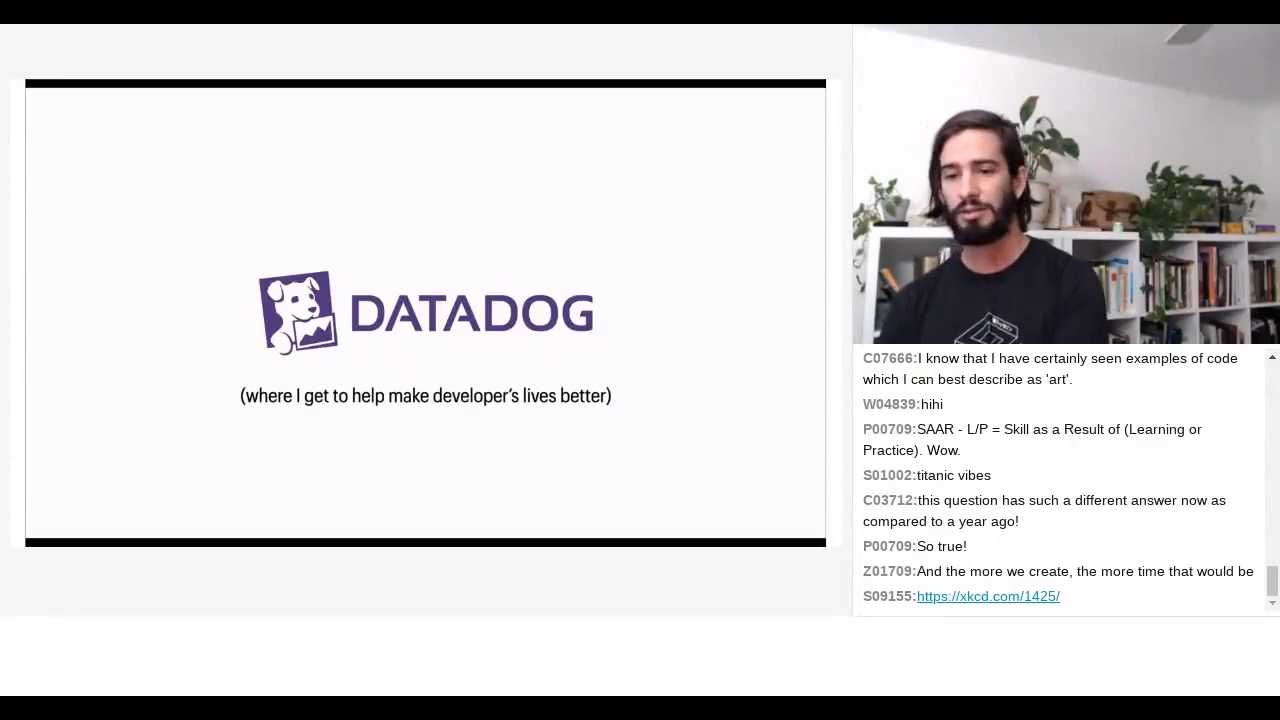 DATADOG
(where I get to help make developer's lives better)
C07666:I know that I have certainly seen examples of code
which I can best describe as 'art'.
W04839:hihi
P00709:SAAR - L/P = Skill as a Result of (Learning or
Practice). Wow.
S01002:titanic vibes
C03712:this question has such a different answer now as
compared to a year ago!
P00709:So true!
Z01709:And the more we create, the more time that would be
S09155:https://xkcd.com/1425/